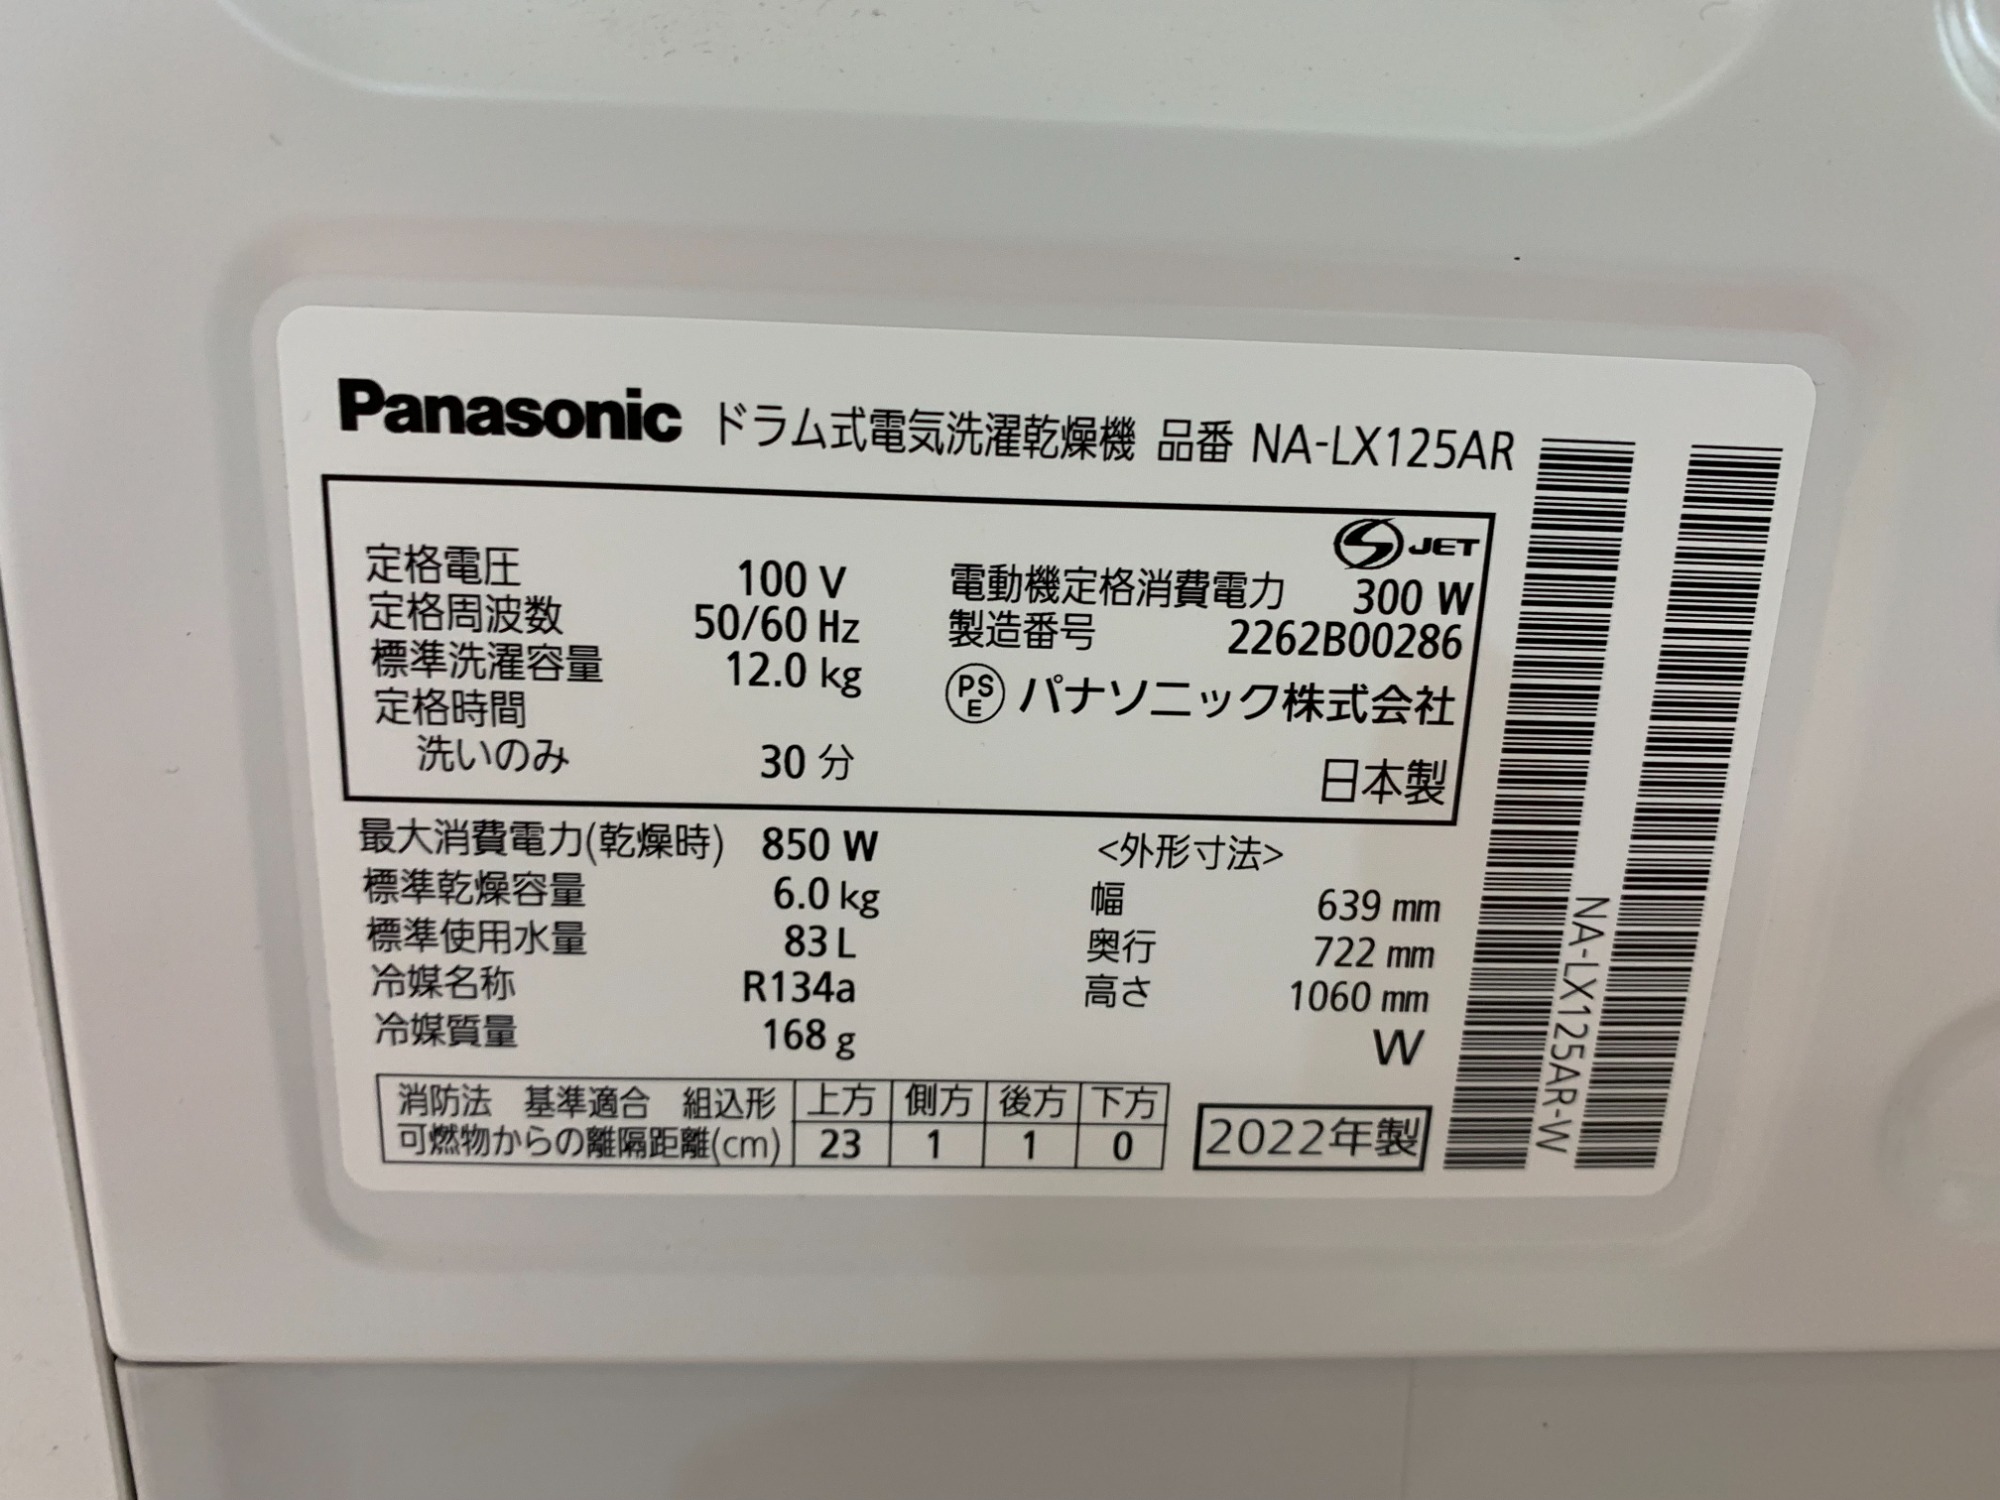 Panasonic ドラム式電気洗濯乾燥機 品番 NA-LX125AR
S JET
定格電圧 100 V
定格周波数 50/60 Hz
標準洗濯容量 12.0 kg
定格時間
洗いのみ 30 分
電動機定格消費電力 300 W
製造番号 2262B00286
PSE パナソニック株式会社
日本製
最大消費電力(乾燥時) 850 W
標準乾燥容量 6.0 kg
標準使用水量 83 L
冷媒名称 R134a
冷媒質量 168 g
<外形寸法>
幅 639 mm
奥行 722 mm
高さ 1060 mm
W
消防法 基準適合 組込形 上方 側方 後方 下方
可燃物からの離隔距離(cm) 23 1 1 0
2022年製
NA-LX125AR-W